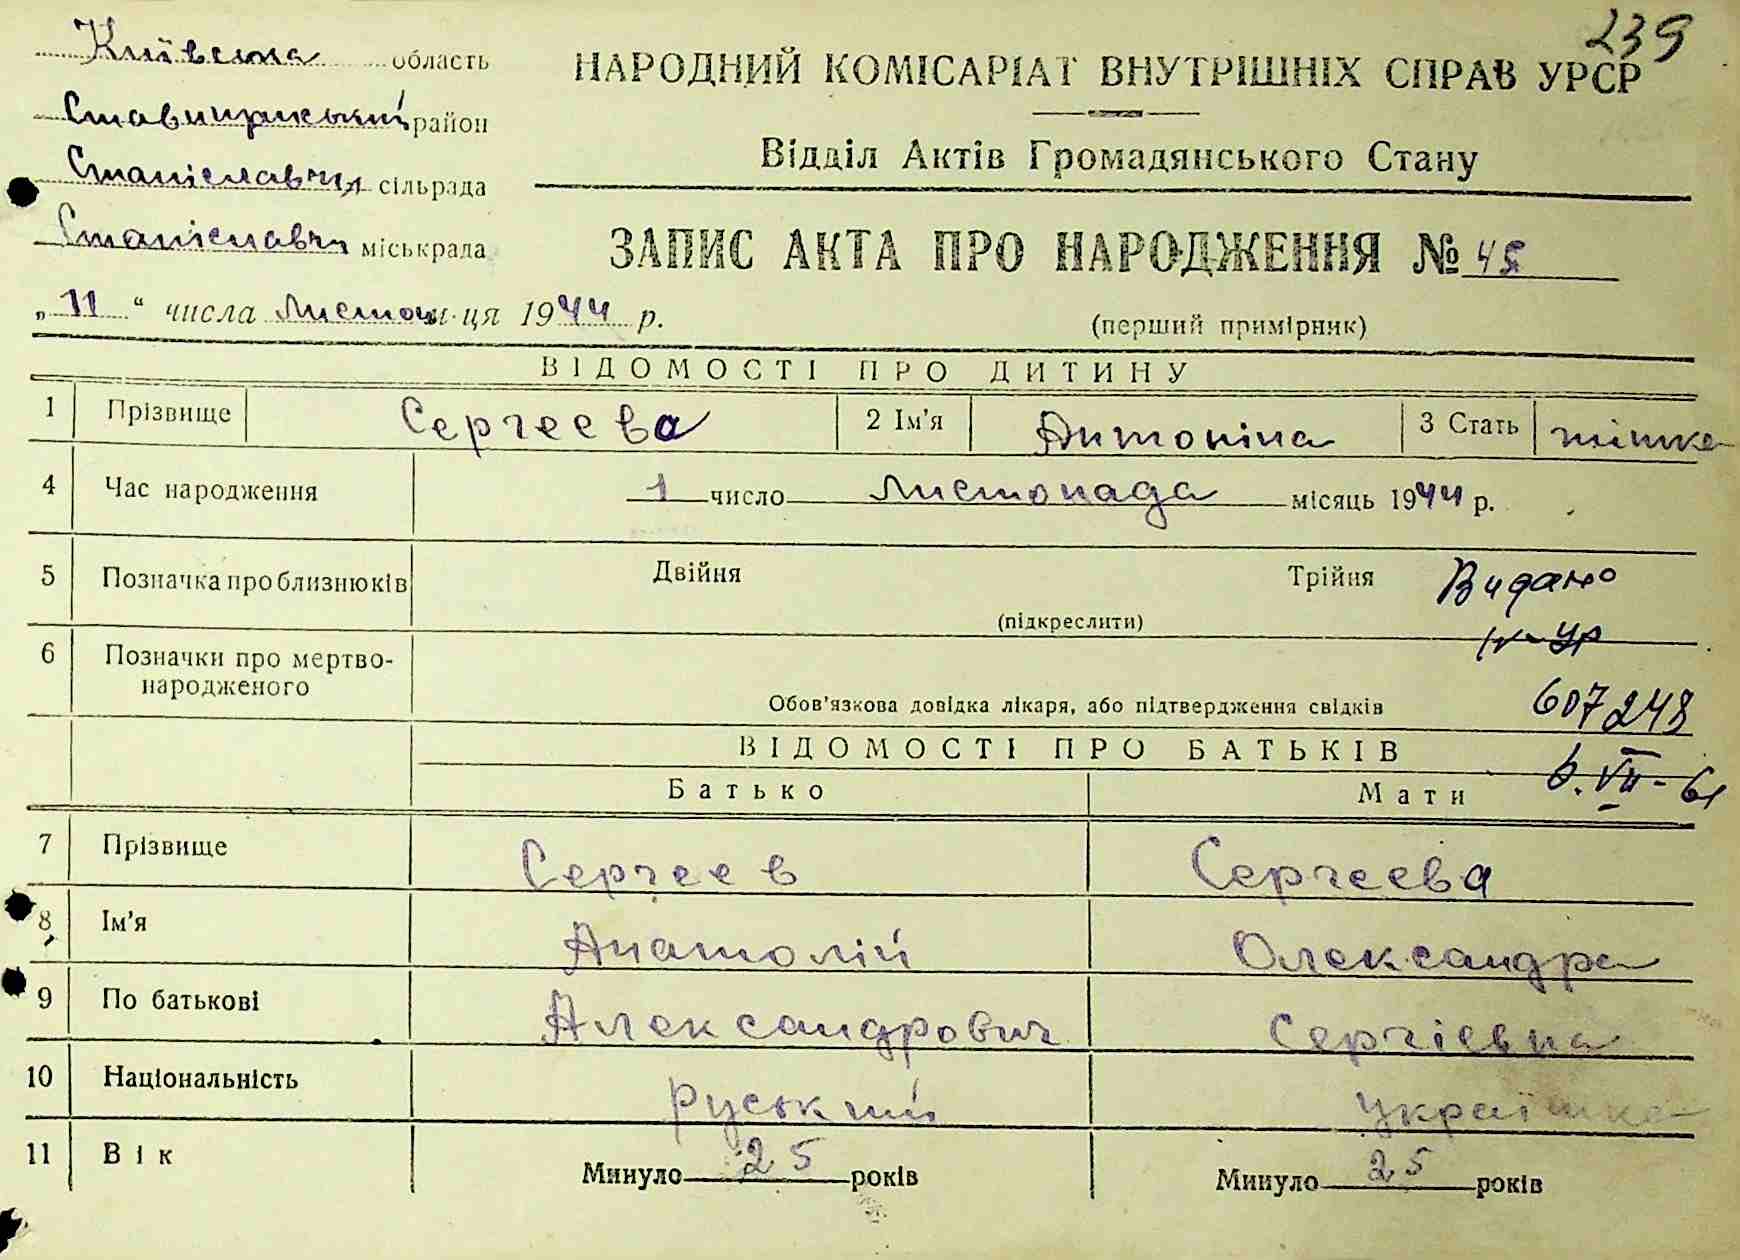 239
Київська область
Ставищанський район
Станіславчи сільрада
Станіславчи міськрада
НАРОДНИЙ КОМІСАРІАТ ВНУТРІШНІХ СПРАВ УРСР
Відділ Актів Громадянського Стану
ЗАПИС АКТА ПРО НАРОДЖЕННЯ № 45
„11“ числа Листопа м-ця 1944 р.
(перший примірник)
ВІДОМОСТІ ПРО ДИТИНУ
1 Прізвище Сергеева 2 Ім'я Антоніна 3 Стать жінка
4 Час народження 1 число Листопада місяць 1944 р.
5 Позначка про близнюків Двійня Трійня Видано
(підкреслити)
6 Позначки про мертво-
народженого
Обов'язкова довідка лікаря, або підтвердження свідків 607248
ВІДОМОСТІ ПРО БАТЬКІВ
6.VII-61
Батько Мати
7 Прізвище Сергеев Сергеева
8 Ім'я Анатолій Олександра
9 По батькові Александрович Сергіевна
10 Національність Руський Українка
11 Вік Минуло 25 років Минуло 25 років